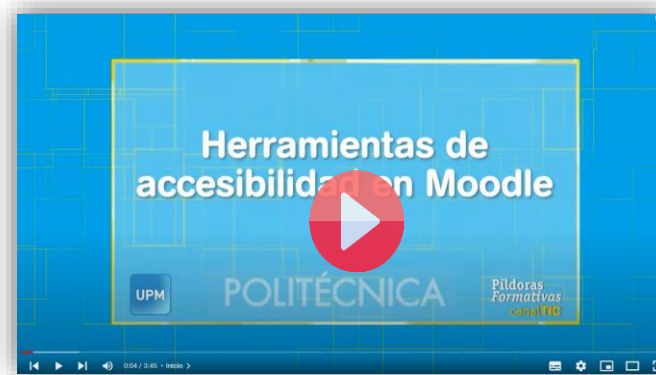 Herramientas de
accesibilidad en Moodle
UPM
POLITÉCNICA
Píldoras
Formativas
canalTIC
0:04 / 3:45 • Inicio >